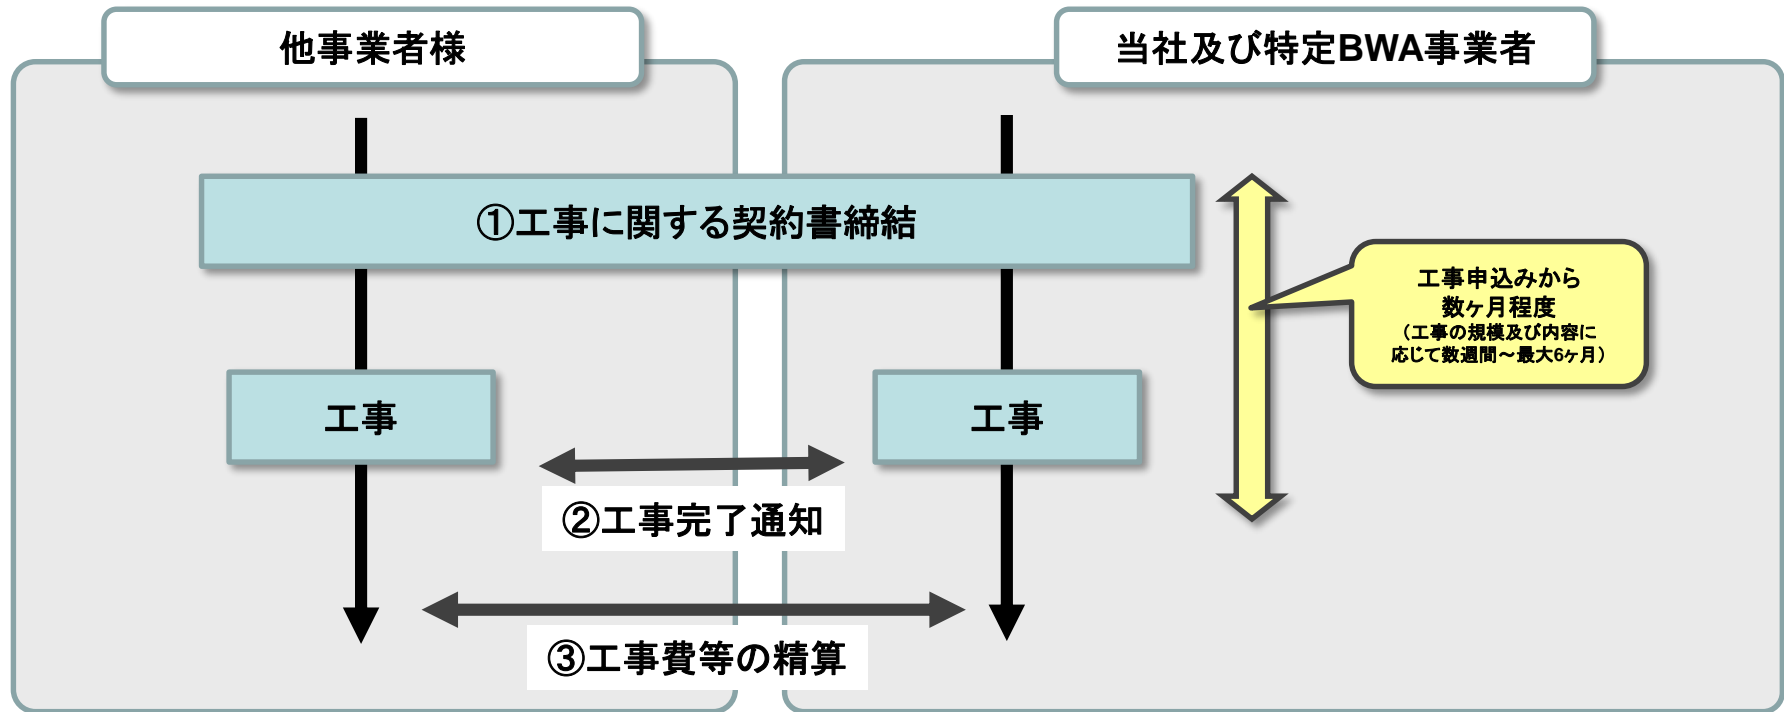 他事業者様
当社及び特定BWA事業者
①工事に関する契約書締結
工事申込みから
数ヶ月程度
（工事の規模及び内容に
応じて数週間～最大6ヶ月）
工事
工事
②工事完了通知
③工事費等の精算